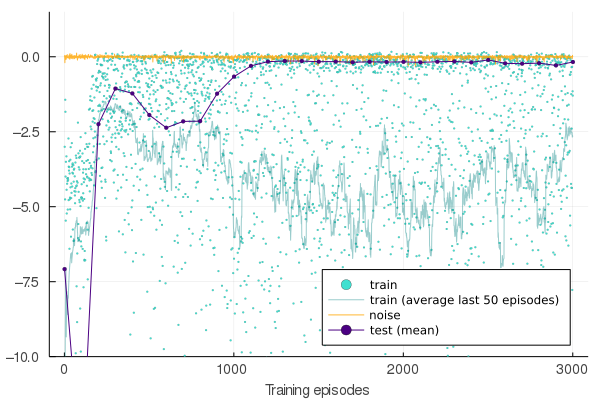 0.0
−2.5
−5.0
−7.5
−10.0
0
1000
2000
3000
Training episodes
train
train (average last 50 episodes)
noise
test (mean)